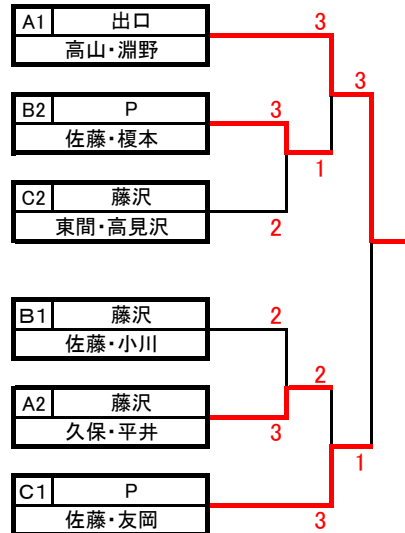 A1 出口
高山・淵野
3
3
B2 P
佐藤・榎本
3
1
C2 藤沢
東間・高見沢
2
B1 藤沢
佐藤・小川
2
2
A2 藤沢
久保・平井
3
1
C1 P
佐藤・友岡
3